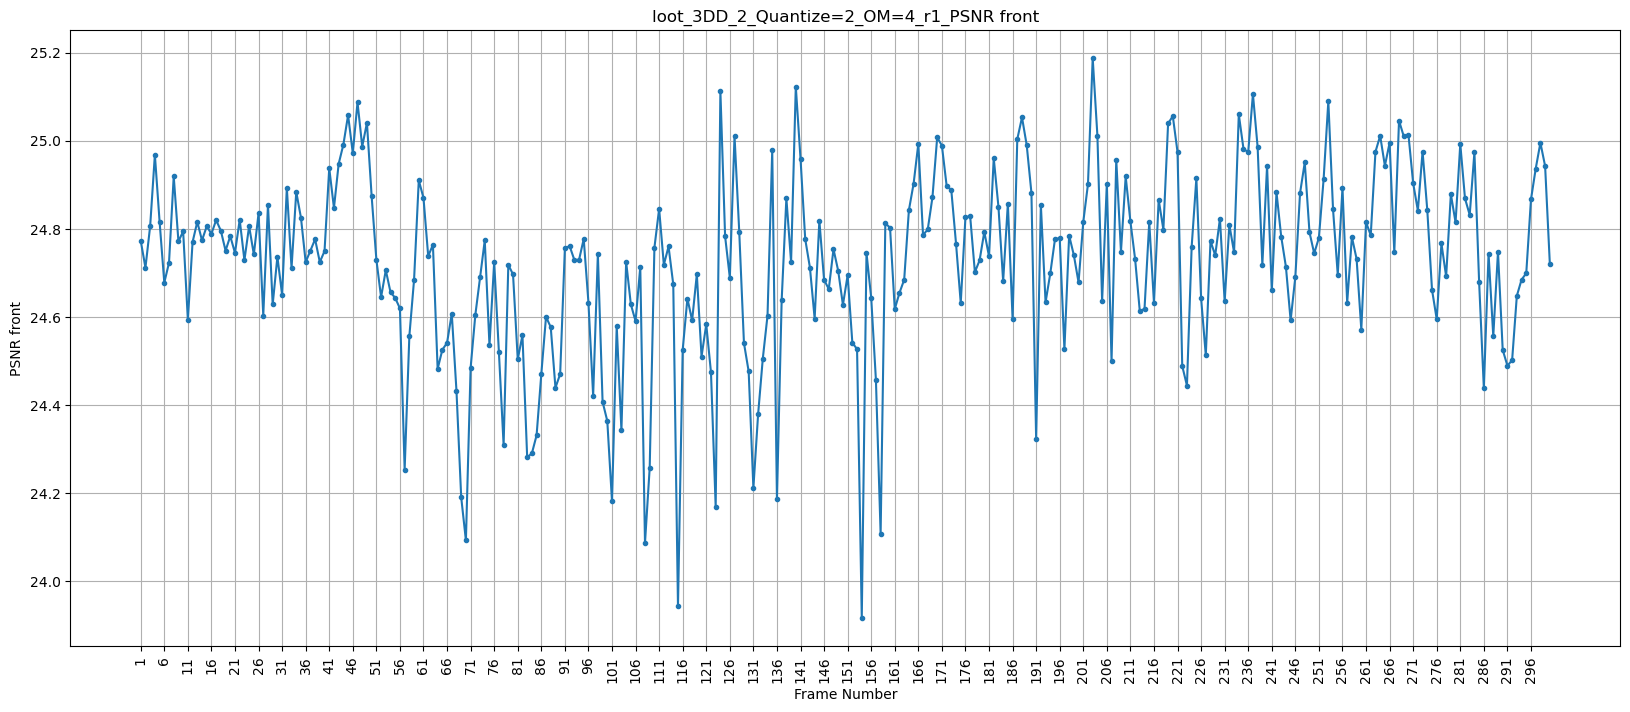 loot_3DD_2_Quantize=2_OM=4_r1_PSNR front
PSNR front
25.2
25.0
24.8
24.6
24.4
24.2
24.0
1 6 11 16 21 26 31 36 41 46 51 56 61 66 71 76 81 86 91 96 101 106 111 116 121 126 131 136 141 146 151 156 161 166 171 176 181 186 191 196 201 206 211 216 221 226 231 236 241 246 251 256 261 266 271 276 281 286 291 296
Frame Number